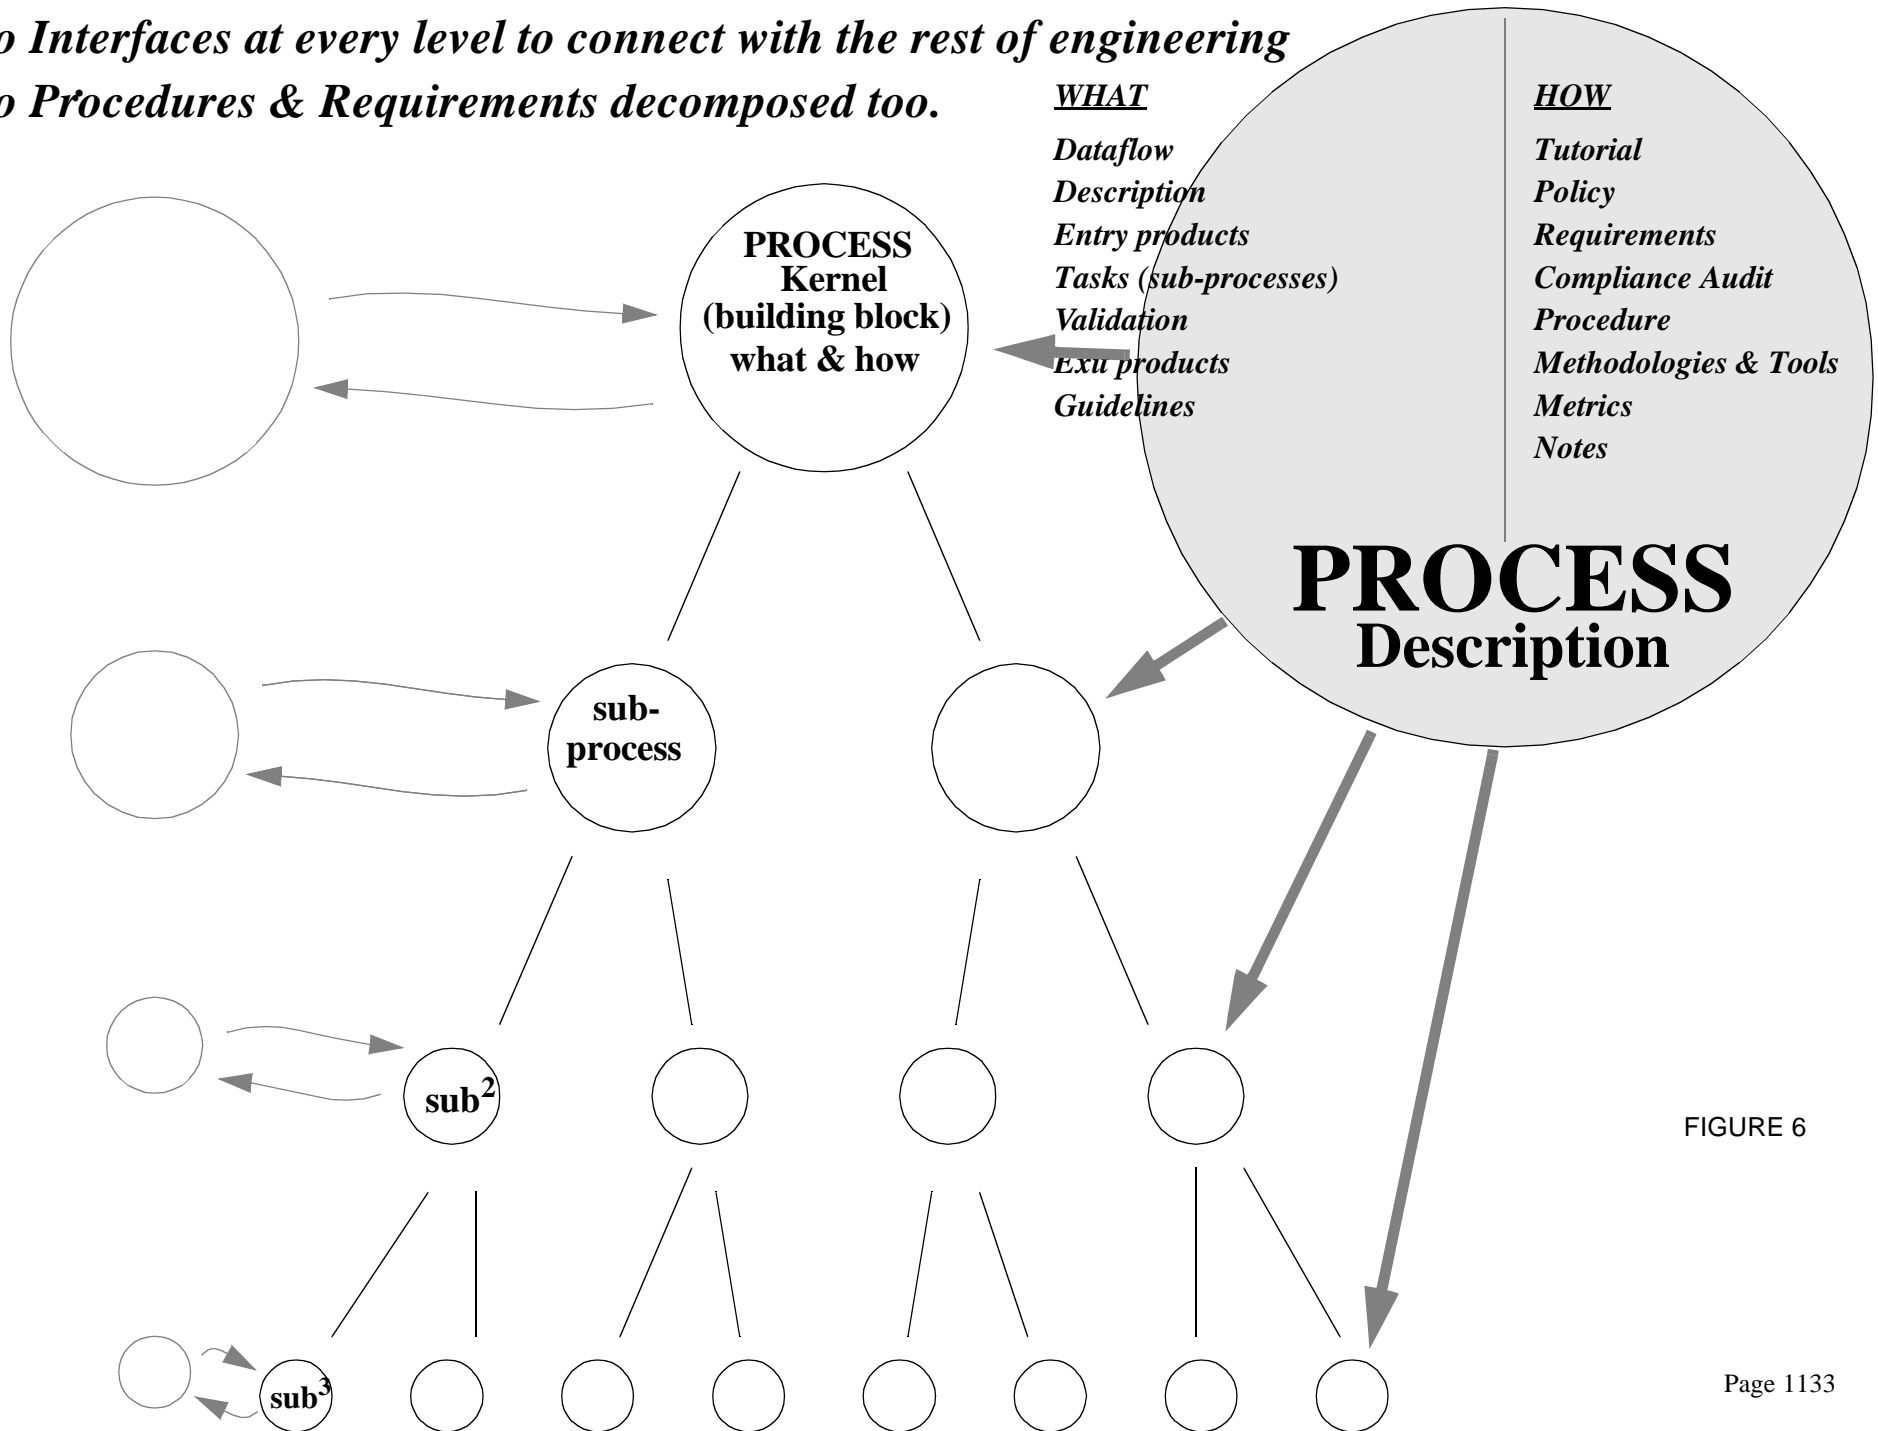 o Interfaces at every level to connect with the rest of engineering
o Procedures & Requirements decomposed too.
WHAT
Dataflow
Description
Entry products
Tasks (sub-processes)
Validation
Exit products
Guidelines
HOW
Tutorial
Policy
Requirements
Compliance Audit
Procedure
Methodologies & Tools
Metrics
Notes
PROCESS
Description
PROCESS
Kernel
(building block)
what & how
sub-
process
sub²
sub³
FIGURE 6
Page 1133